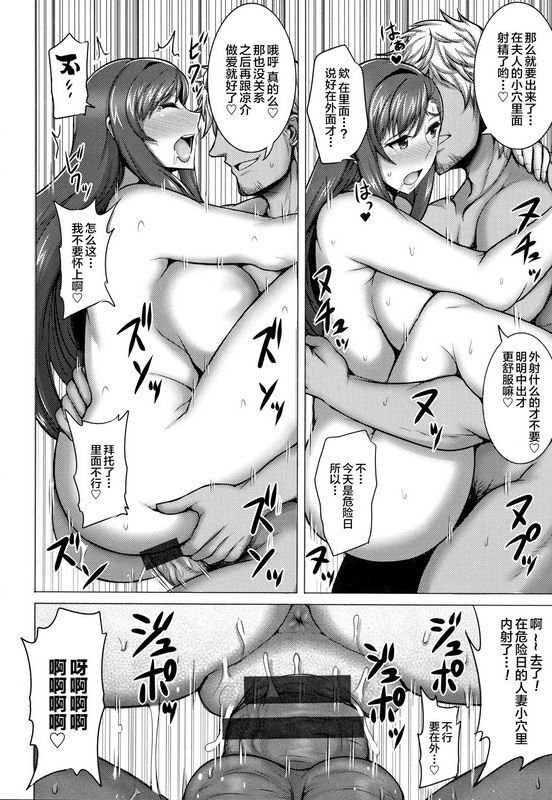 那么就要出来了…
在夫人的小穴里面
射精了哟…
はぁ♥
欸 在里面…？
说好在外面才…
はぁ♥
ヌチュッ
ヌチュッ
外射什么的才不要
明明中出才
更舒服嘛♡
不…
今天是危险日
所以…
ヌプッ
哦呼 真的么♡
那也没关系
之后再跟凉介
做爱就好了♡
不…
ビクッ
ビクッ
怎么这…
我不要怀上啊♡
拜托了…
里面不行♡
ズンッ
ズンッ
啊～～去了！
在危险日的人妻小穴里
内射了…！
ジュポッ
ジュポッ
不行
要在外…
呀啊啊啊
啊啊啊啊♡